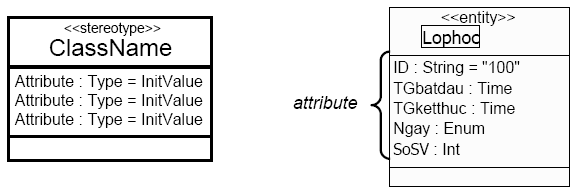 <<stereotype>>
ClassName
Attribute : Type = InitValue
Attribute : Type = InitValue
Attribute : Type = InitValue
attribute
<<entity>>
Lophoc
ID : String = "100"
TGbatdau : Time
TGketthuc : Time
Ngay : Enum
SoSV : Int